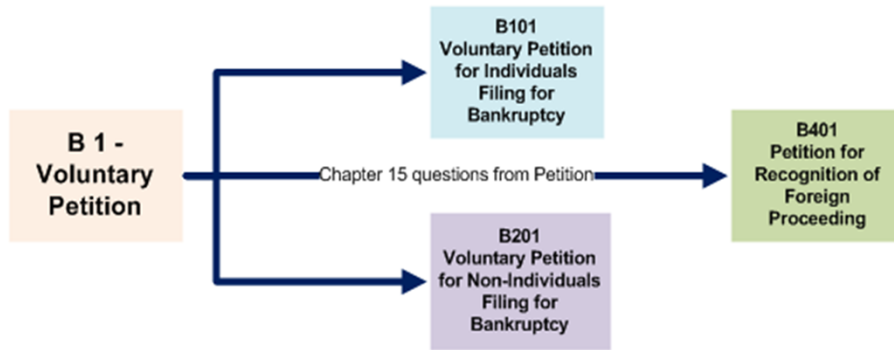 B 1 -
Voluntary
Petition
B101
Voluntary Petition
for Individuals
Filing for
Bankruptcy
Chapter 15 questions from Petition
B201
Voluntary Petition
for Non-Individuals
Filing for
Bankruptcy
B401
Petition for
Recognition of
Foreign
Proceeding